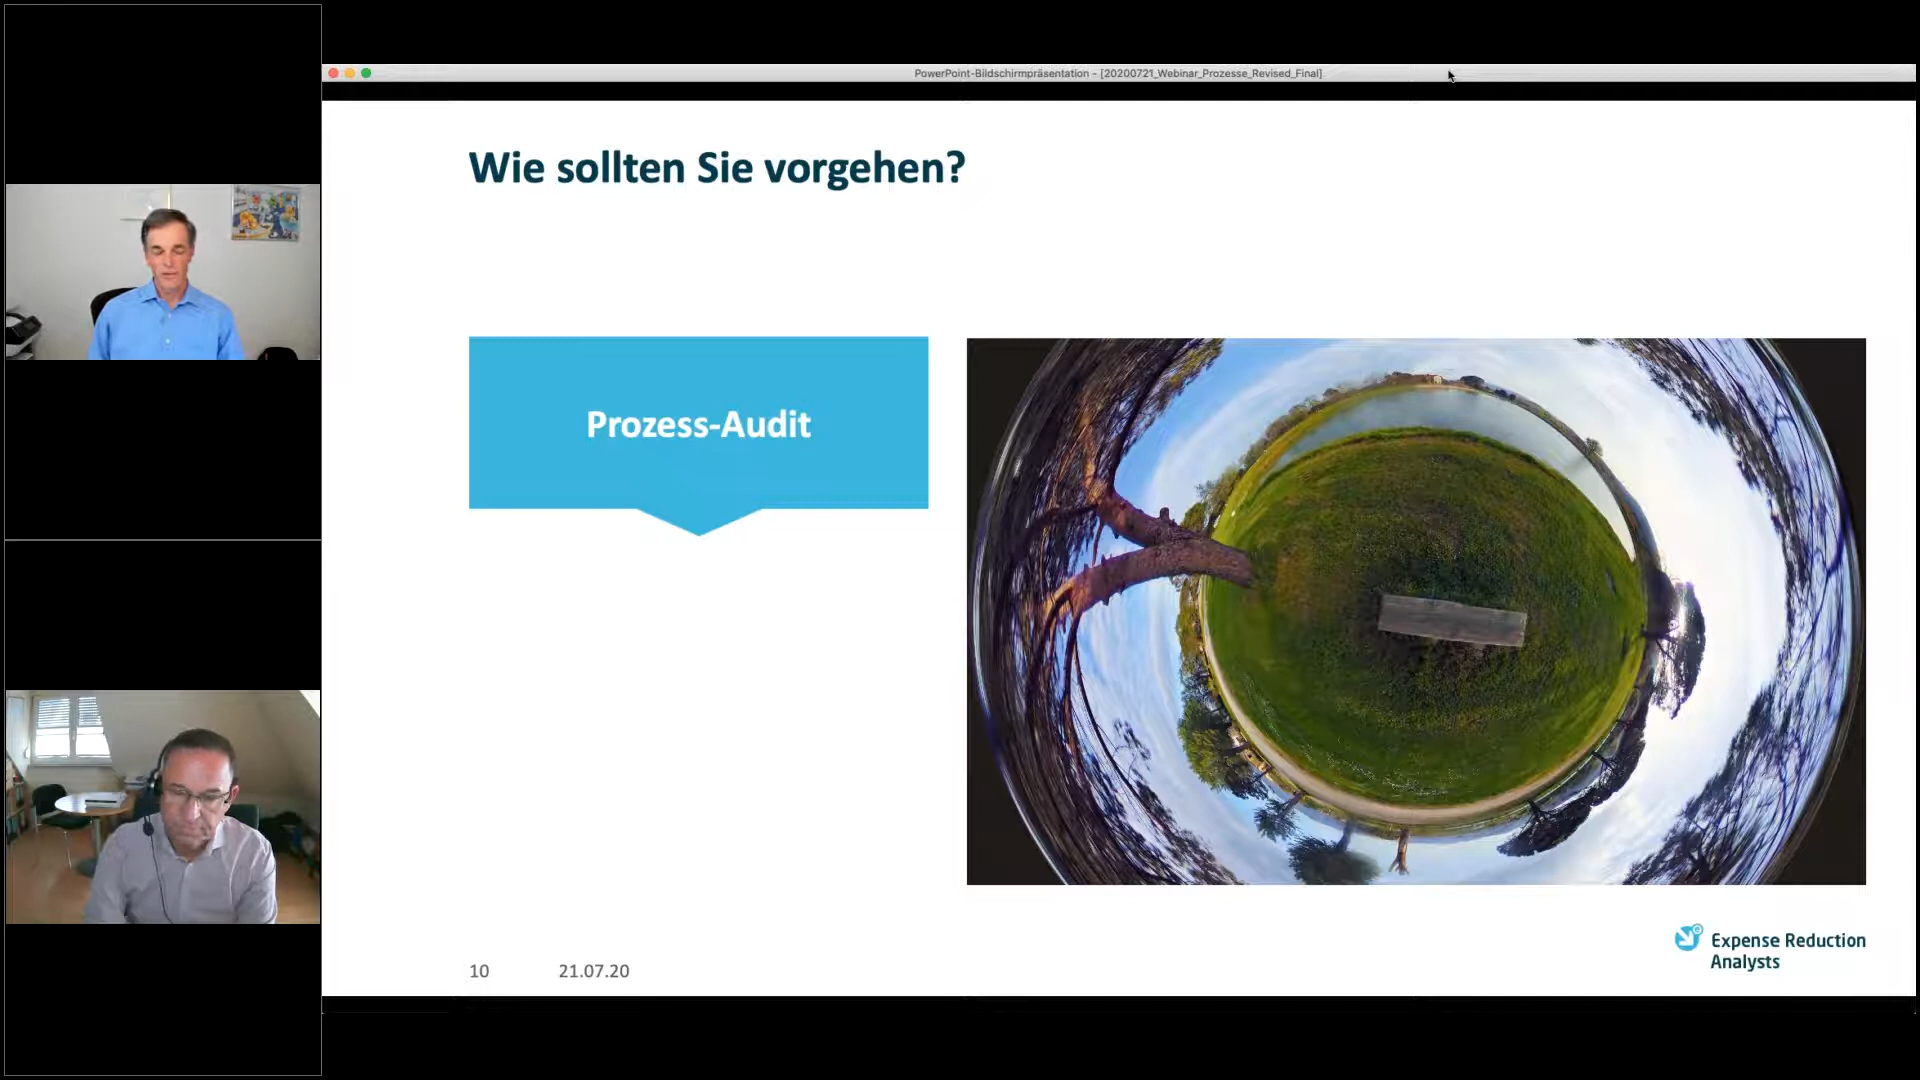 PowerPoint-Bildschirmpräsentation - [20200721_Webinar_Prozesse_Revised_Final]
Wie sollten Sie vorgehen?
Prozess-Audit
Expense Reduction
Analysts
10 21.07.20